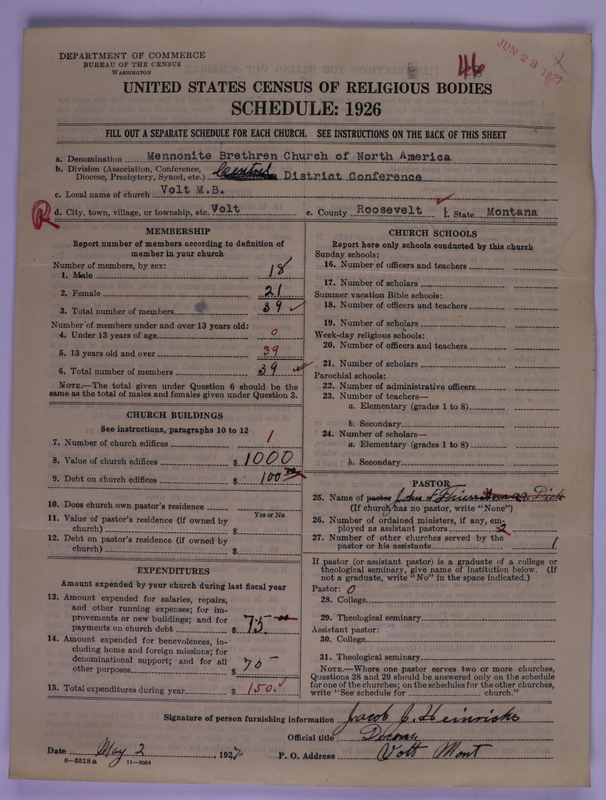 DEPARTMENT OF COMMERCE
BUREAU OF THE CENSUS
WASHINGTON
46
JUN 28 1927
UNITED STATES CENSUS OF RELIGIOUS BODIES
SCHEDULE: 1926
FILL OUT A SEPARATE SCHEDULE FOR EACH CHURCH. SEE INSTRUCTIONS ON THE BACK OF THIS SHEET
a. Denomination Mennonite Brethren Church of North America
b. Division (Association, Conference, Diocese, Presbytery, Synod, etc.) District Conference
c. Local name of church Volt M.B.
R d. City, town, village, or township, etc. Volt e. County Roosevelt f. State Montana
MEMBERSHIP
Report number of members according to definition of
member in your church
Number of members, by sex:
1. Male 18
2. Female 21
3. Total number of members 39
Number of members under and over 13 years old:
4. Under 13 years of age 0
5. 13 years old and over 39
6. Total number of members 39
NOTE.—The total given under Question 6 should be the
same as the total of males and females given under Question 3.
CHURCH BUILDINGS
See instructions, paragraphs 10 to 12
7. Number of church edifices 1
8. Value of church edifices $ 1000
9. Debt on church edifices $ 100
10. Does church own pastor's residence
Yes or No
11. Value of pastor's residence (if owned by
church) $
12. Debt on pastor's residence (if owned by
church) $
EXPENDITURES
Amount expended by your church during last fiscal year
13. Amount expended for salaries, repairs,
and other running expenses; for im-
provements or new buildings; and for
payments on church debt $ 75.
14. Amount expended for benevolences, in-
cluding home and foreign missions; for
denominational support; and for all
other purposes $ 75
15. Total expenditures during year $ 150.
CHURCH SCHOOLS
Report here only schools conducted by this church
Sunday schools:
16. Number of officers and teachers
17. Number of scholars
Summer vacation Bible schools:
18. Number of officers and teachers
19. Number of scholars
Week-day religious schools:
20. Number of officers and teachers
21. Number of scholars
Parochial schools:
22. Number of administrative officers
23. Number of teachers—
a. Elementary (grades 1 to 8)
b. Secondary
24. Number of scholars—
a. Elementary (grades 1 to 8)
b. Secondary
PASTOR
25. Name of pastor John F Thiessen Dick
(If church has no pastor, write "None")
26. Number of ordained ministers, if any, em-
ployed as assistant pastors 2
27. Number of other churches served by the
pastor or his assistants 1
If pastor (or assistant pastor) is a graduate of a college or
theological seminary, give name of institution below. (If
not a graduate, write "No" in the space indicated.)
Pastor: 0
28. College
29. Theological seminary
Assistant pastor:
30. College
31. Theological seminary
NOTE.—Where one pastor serves two or more churches,
Questions 28 and 29 should be answered only on the schedule
for one of the churches; on the schedules for the other churches,
write "See schedule for church."
Signature of person furnishing information Jacob J. Heinrichs
Official title
Date May 2, 1927 P. O. Address Volt Mont
8-5518a 11-9054